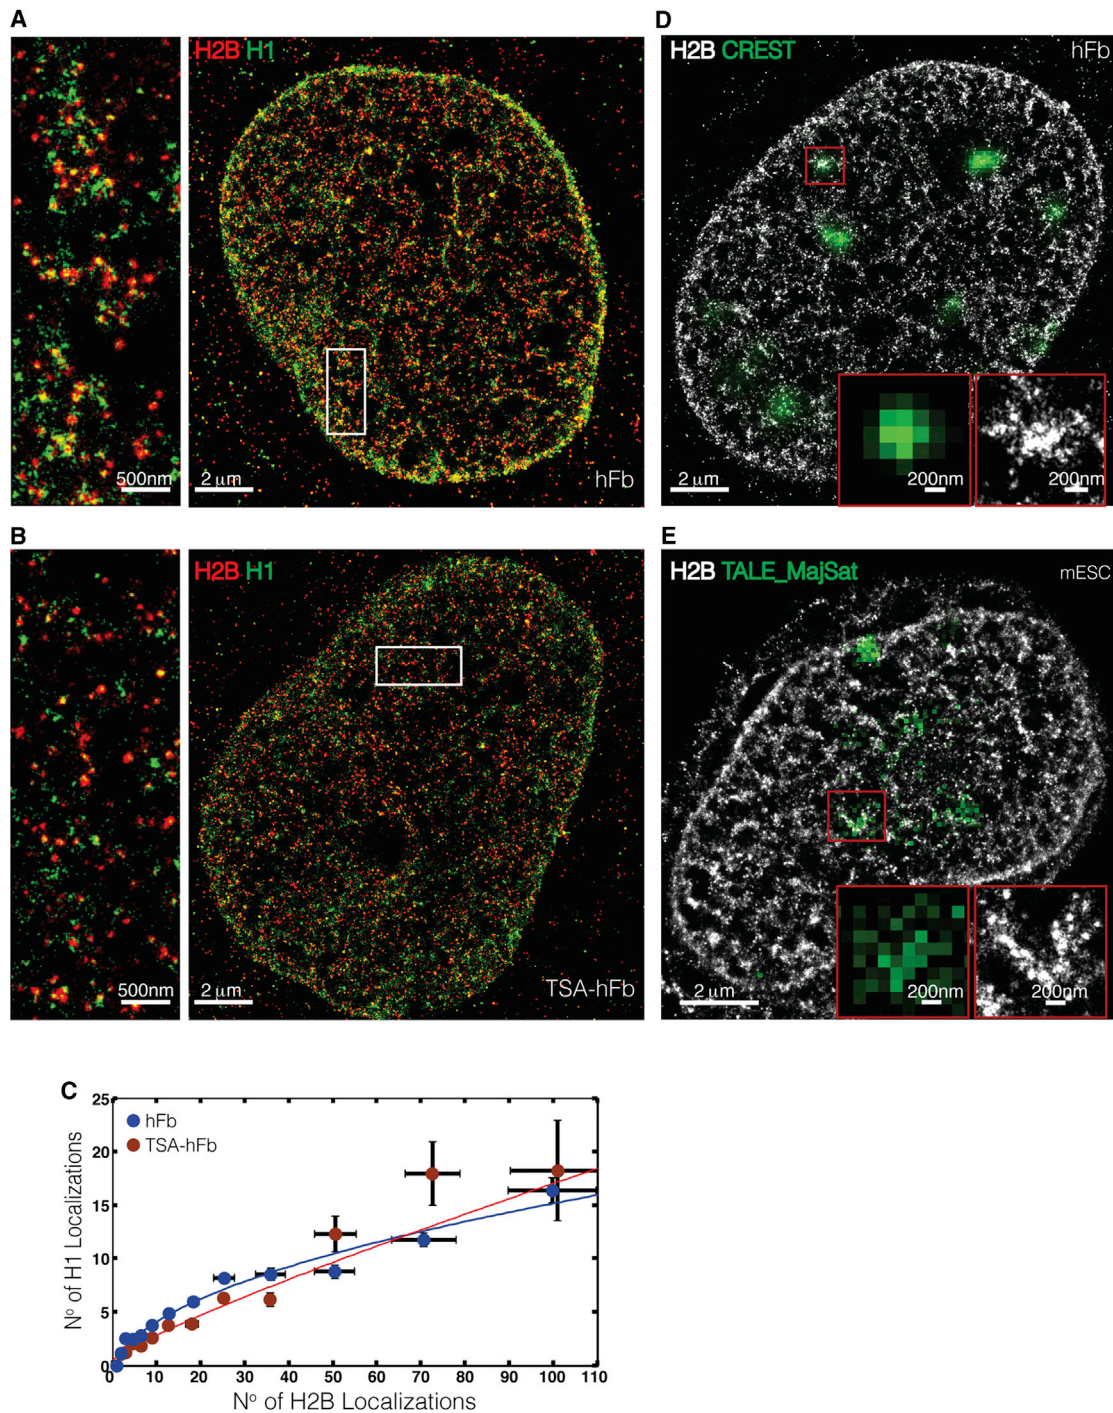 A
H2B H1
500nm
2 μm
hFb
B
H2B H1
500nm
2 μm
TSA-hFb
C
hFb
TSA-hFb
25
20
15
10
5
0
0 10 20 30 40 50 60 70 80 90 100 110
Nº of H1 Localizations
Nº of H2B Localizations
D
H2B CREST
hFb
2 μm
200nm
200nm
E
H2B TALE_MajSat
mESC
2 μm
200nm
200nm